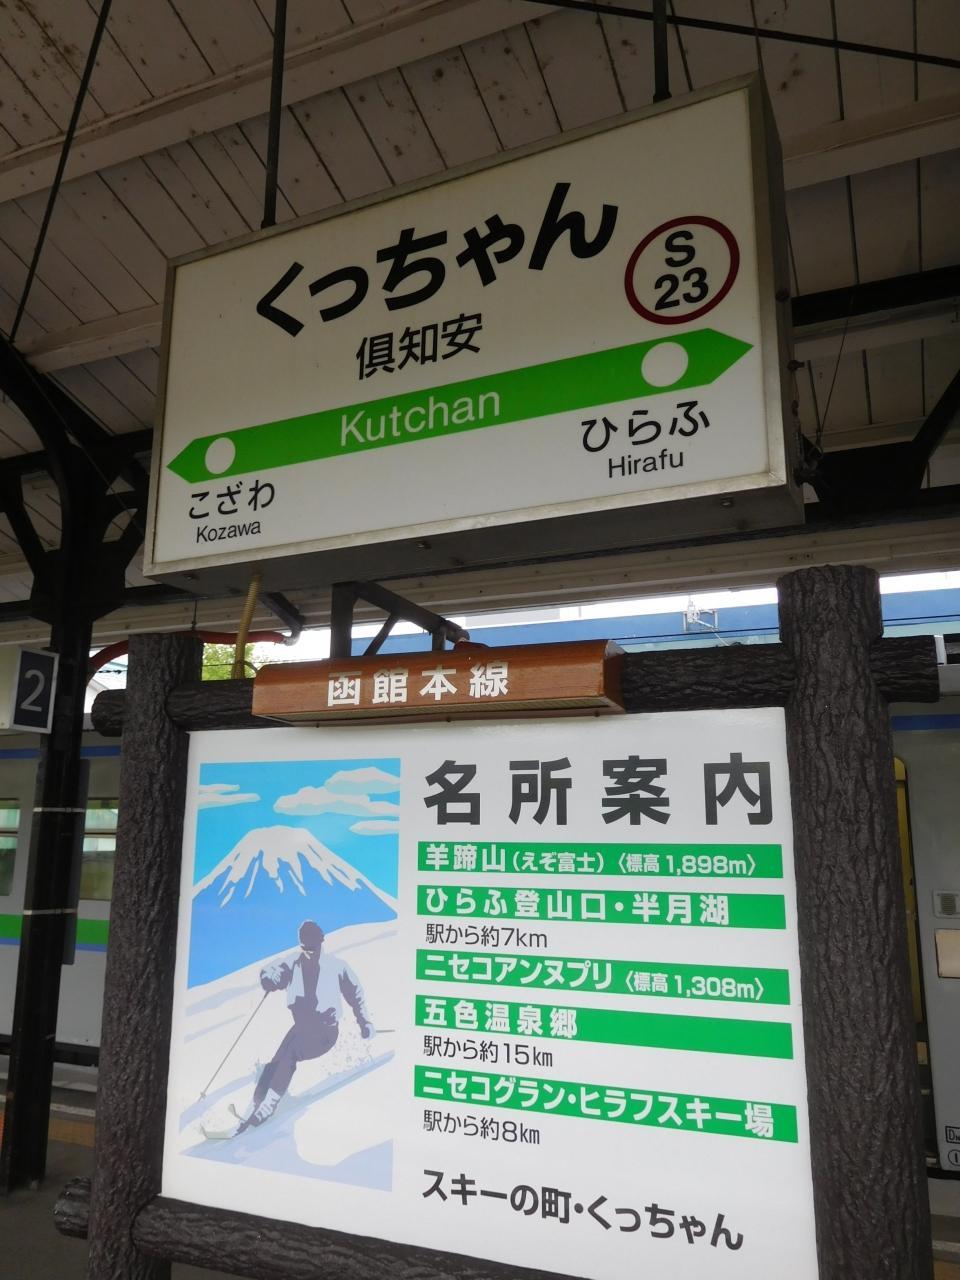 くっちゃん
S
23
倶知安
Kutchan
こざわ
Kozawa
ひらふ
Hirafu
2
函館本線
名所案内
羊蹄山(えぞ富士)〈標高1,898m〉
ひらふ登山口・半月湖
駅から約7km
ニセコアンヌプリ〈標高1,308m〉
五色温泉郷
駅から約15km
ニセコグラン・ヒラフスキー場
駅から約8km
スキーの町・くっちゃん